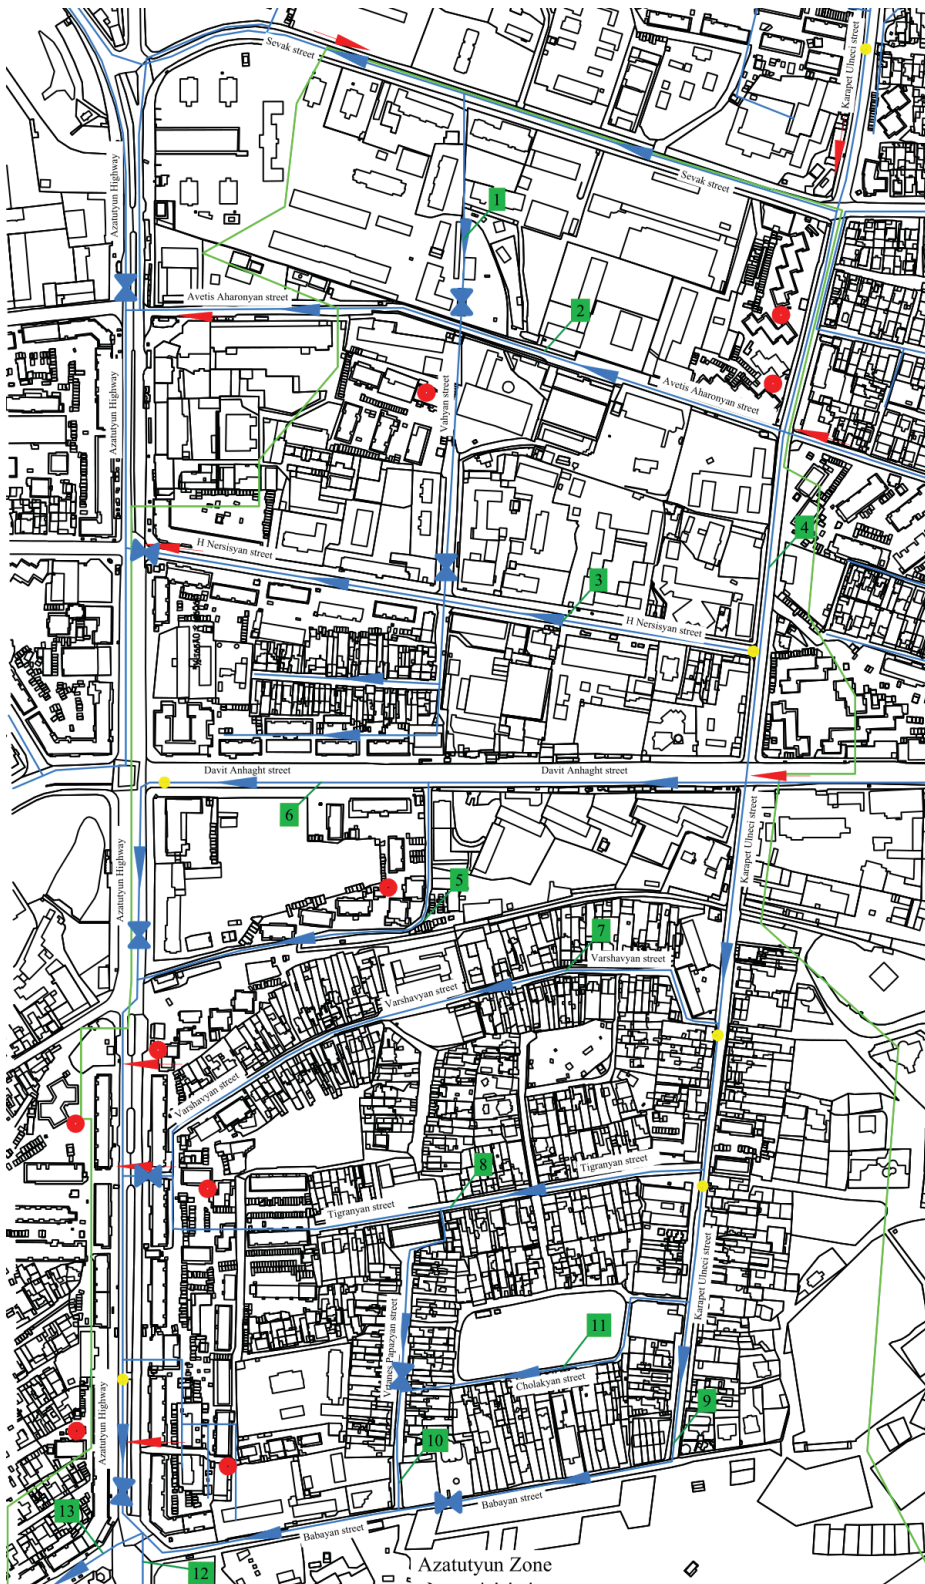 Sevak street
Karapet Ulneci street
Azatutyun Highway
Sevak street
1
Avetis Aharonyan street
2
Azatutyun Highway
Vahyan street
Avetis Aharonyan street
4
H Nersisyan street
3
H Nersisyan street
Davit Anhaght street
Davit Anhaght street
6
Karapet Ulneci street
Azatutyun Highway
5
7
Varshavyan street
Varshavyan street
Varshavyan street
8
Tigranyan street
Tigranyan street
Karapet Ulneci street
11
Vrtanes Papazyan street
Cholakyan street
9
Azatutyun Highway
10
Babayan street
13
Babayan street
12
Azatutyun Zone